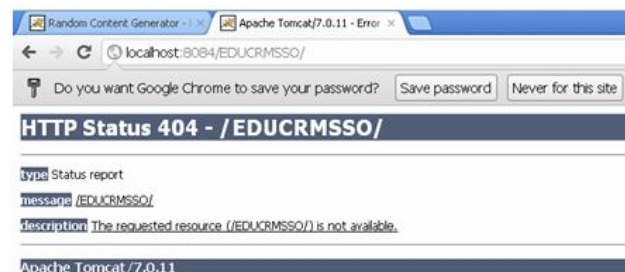 Random Content Generator -
Apache Tomcat/7.0.11 - Error
localhost:8084/EDUCRMSSO/
Do you want Google Chrome to save your password? Save password Never for this site
HTTP Status 404 - /EDUCRMSSO/
type Status report
message /EDUCRMSSO/
description The requested resource (/EDUCRMSSO/) is not available.
Apache Tomcat/7.0.11